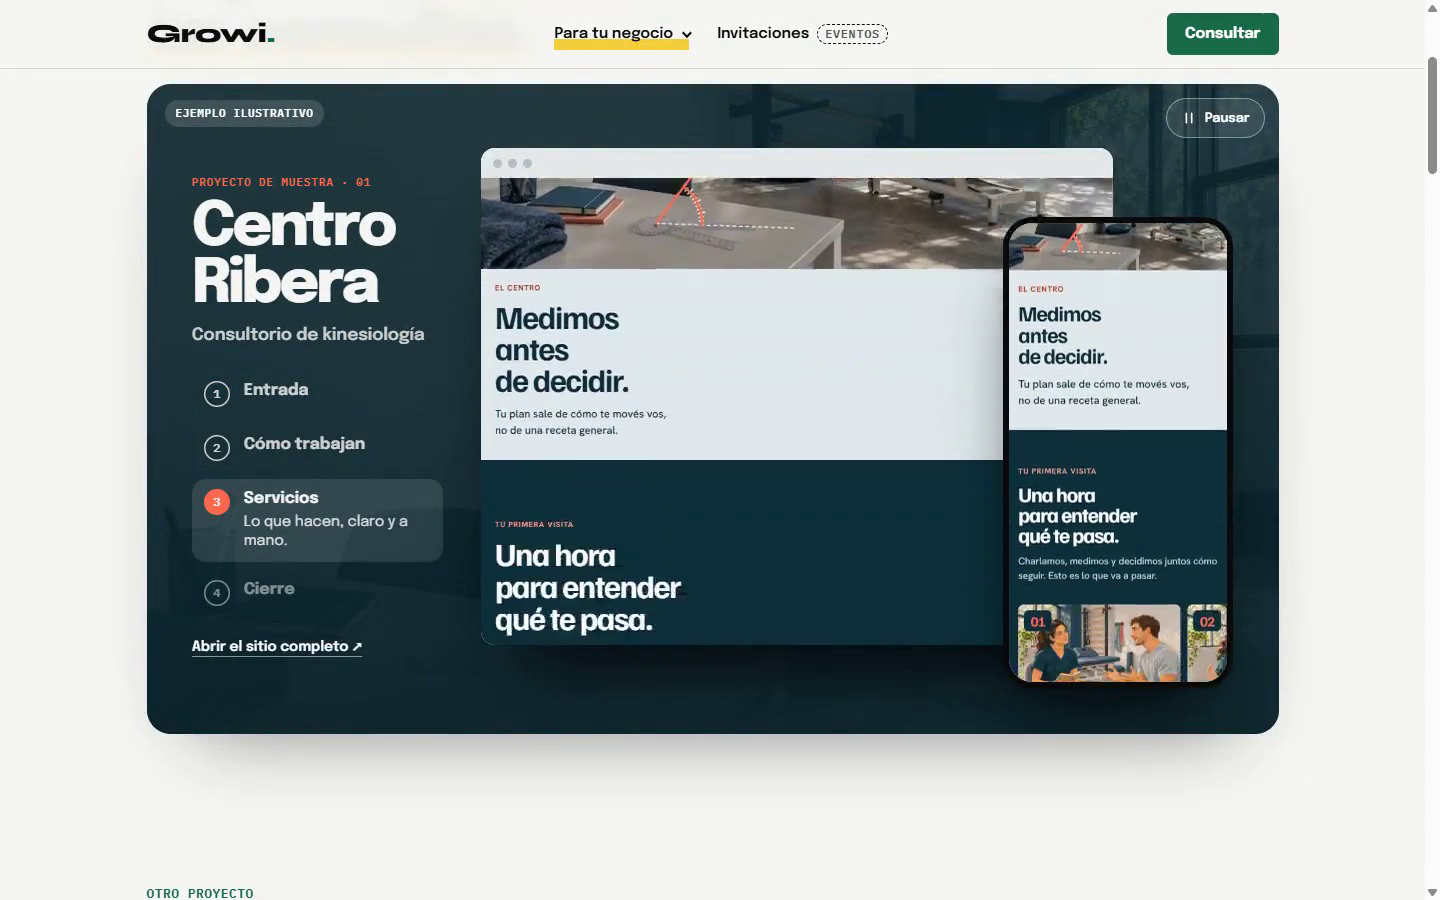 Growi.
Para tu negocio
Invitaciones
EVENTOS
Consultar
EJEMPLO ILUSTRATIVO
Pausar
PROYECTO DE MUESTRA · 01
Centro
Ribera
Consultorio de kinesiología
1 Entrada
2 Cómo trabajan
3 Servicios
Lo que hacen, claro y a
mano.
4 Cierre
Abrir el sitio completo ↗
EL CENTRO
Medimos
antes
de decidir.
Tu plan sale de cómo te movés vos,
no de una receta general.
TU PRIMERA VISITA
Una hora
para entender
qué te pasa.
EL CENTRO
Medimos
antes
de decidir.
Tu plan sale de cómo te movés vos,
no de una receta general.
TU PRIMERA VISITA
Una hora
para entender
qué te pasa.
Charlamos, medimos y decidimos juntos cómo
seguir. Esto es lo que va a pasar.
01
02
OTRO PROYECTO